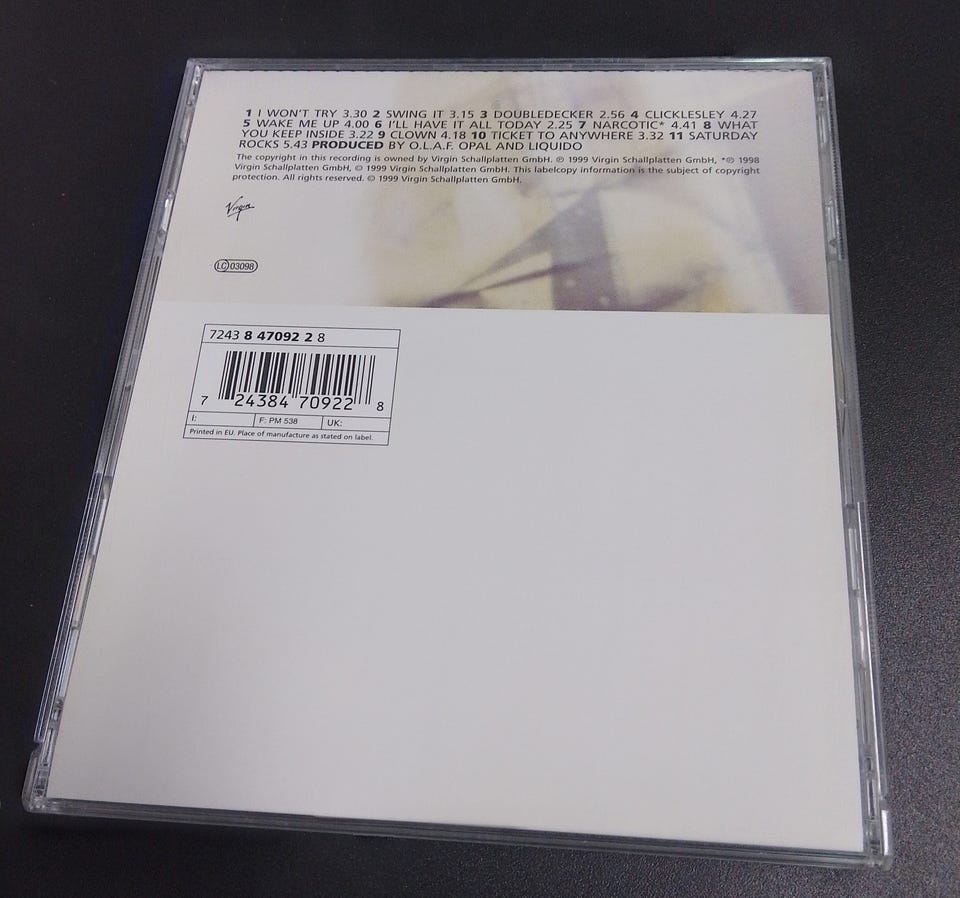 1 I WON'T TRY 3.30 2 SWING IT 3.15 3 DOUBLEDECKER 2.56 4 CLICKLESLEY 4.27
5 WAKE ME UP 4.00 6 I'LL HAVE IT ALL TODAY 2.25 7 NARCOTIC* 4.41 8 WHAT
YOU KEEP INSIDE 3.22 9 CLOWN 4.18 10 TICKET TO ANYWHERE 3.32 11 SATURDAY
ROCKS 5.43 PRODUCED BY O.L.A.F. OPAL AND LIQUIDO
The copyright in this recording is owned by Virgin Schallplatten GmbH. ℗ 1999 Virgin Schallplatten GmbH, *℗ 1998
Virgin Schallplatten GmbH, © 1999 Virgin Schallplatten GmbH. This labelcopy information is the subject of copyright
protection. All rights reserved. © 1999 Virgin Schallplatten GmbH.
Virgin
LC 03098
7243 8 47092 2 8
7 24384 70922 8
I: F: PM 538 UK:
Printed in EU. Place of manufacture as stated on label.